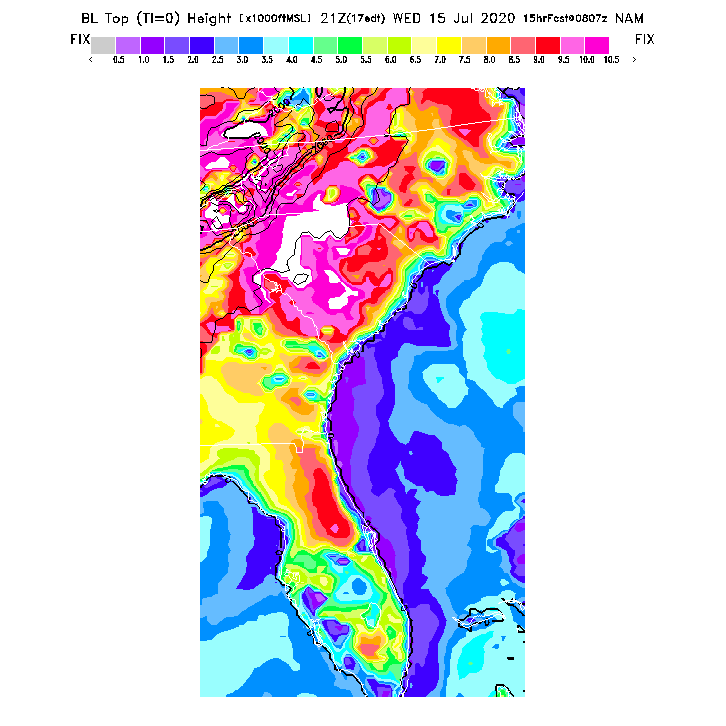 BL Top (TI=0) Height [x1000ftMSL] 21Z(17edt) WED 15 Jul 2020 15hrFcst@0807z NAM
FIX FIX
< 0.5 1.0 1.5 2.0 2.5 3.0 3.5 4.0 4.5 5.0 5.5 6.0 6.5 7.0 7.5 8.0 8.5 9.0 9.5 10.0 10.5 >
2000